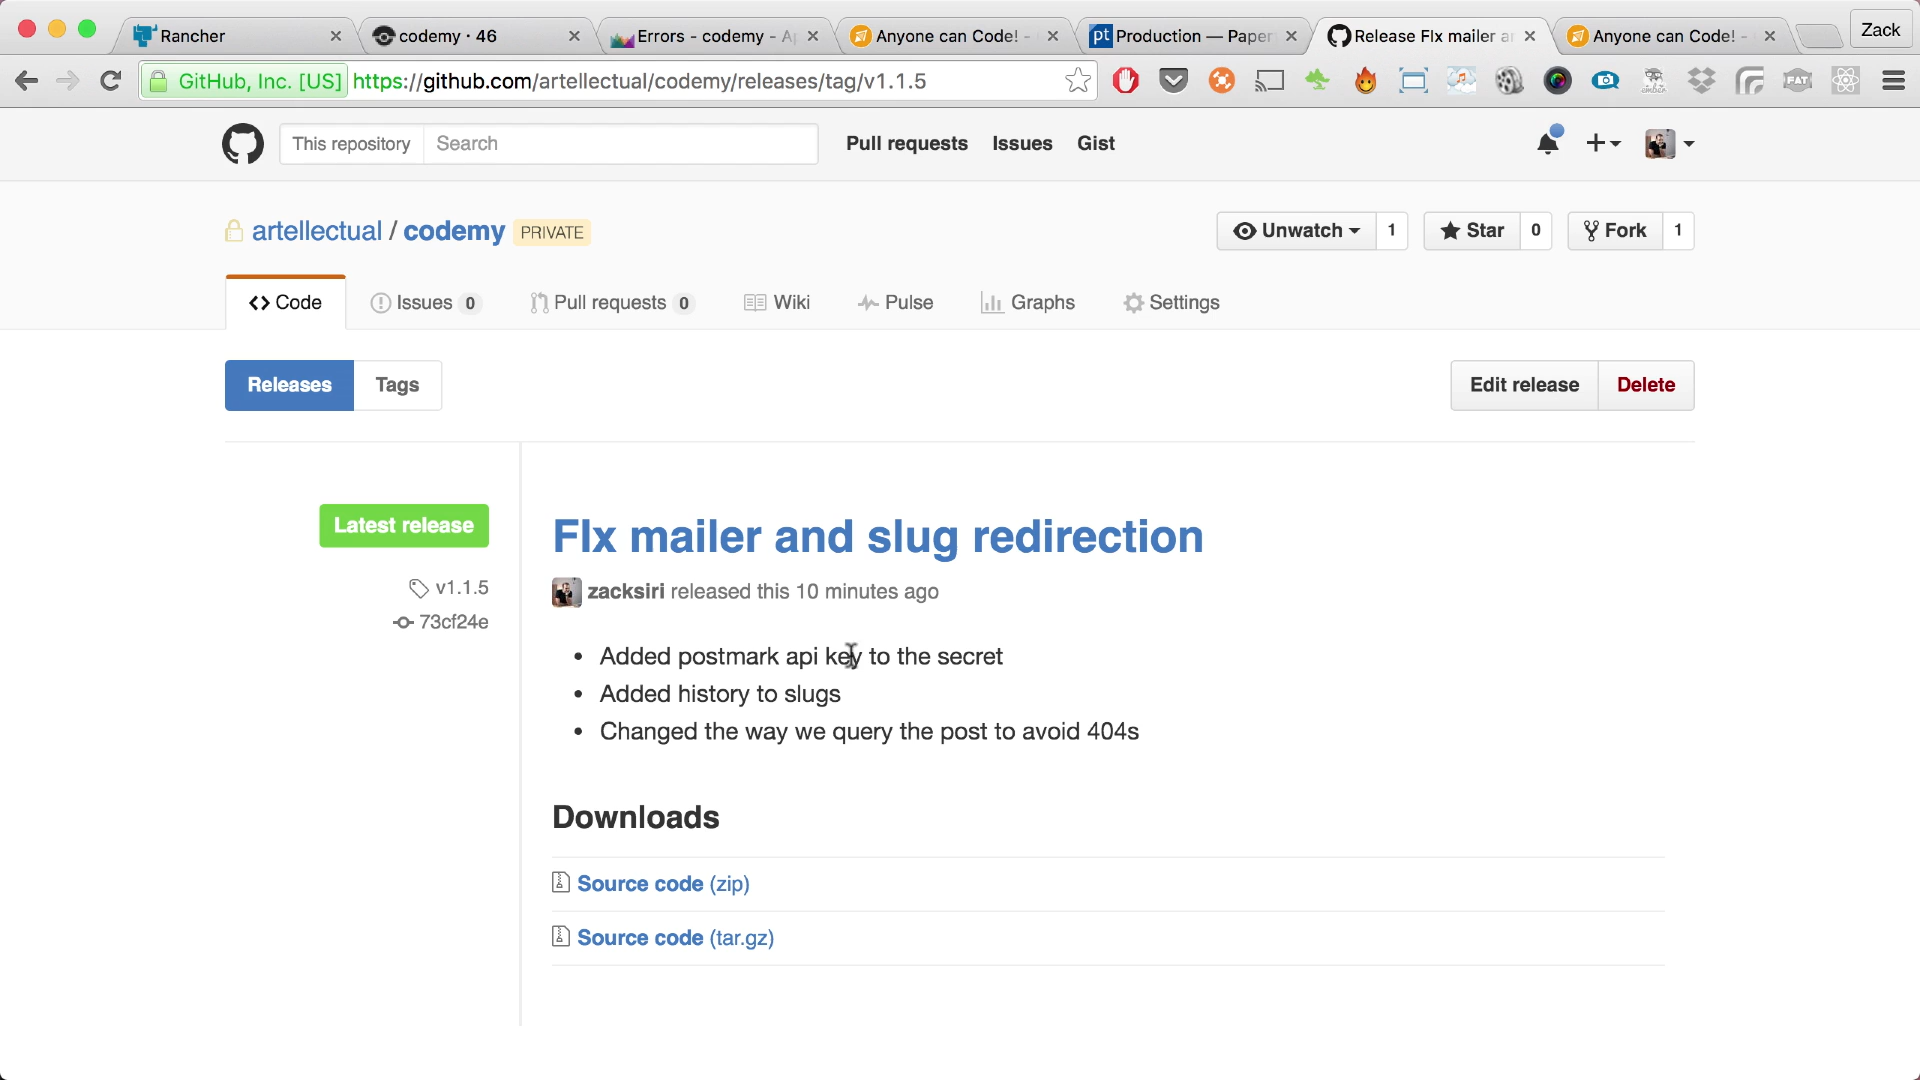 Rancher
codemy · 46
Errors - codemy - A
Anyone can Code! -
pt Production — Paper
Release FIx mailer a
Anyone can Code! -
Zack
GitHub, Inc. [US] https://github.com/artellectual/codemy/releases/tag/v1.1.5
FAT
This repository Search Pull requests Issues Gist
artellectual / codemy PRIVATE
Unwatch 1 Star 0 Fork 1
Code Issues 0 Pull requests 0 Wiki Pulse Graphs Settings
Releases Tags Edit release Delete
Latest release
v1.1.5
73cf24e
FIx mailer and slug redirection
zacksiri released this 10 minutes ago
• Added postmark api key to the secret
• Added history to slugs
• Changed the way we query the post to avoid 404s
Downloads
Source code (zip)
Source code (tar.gz)